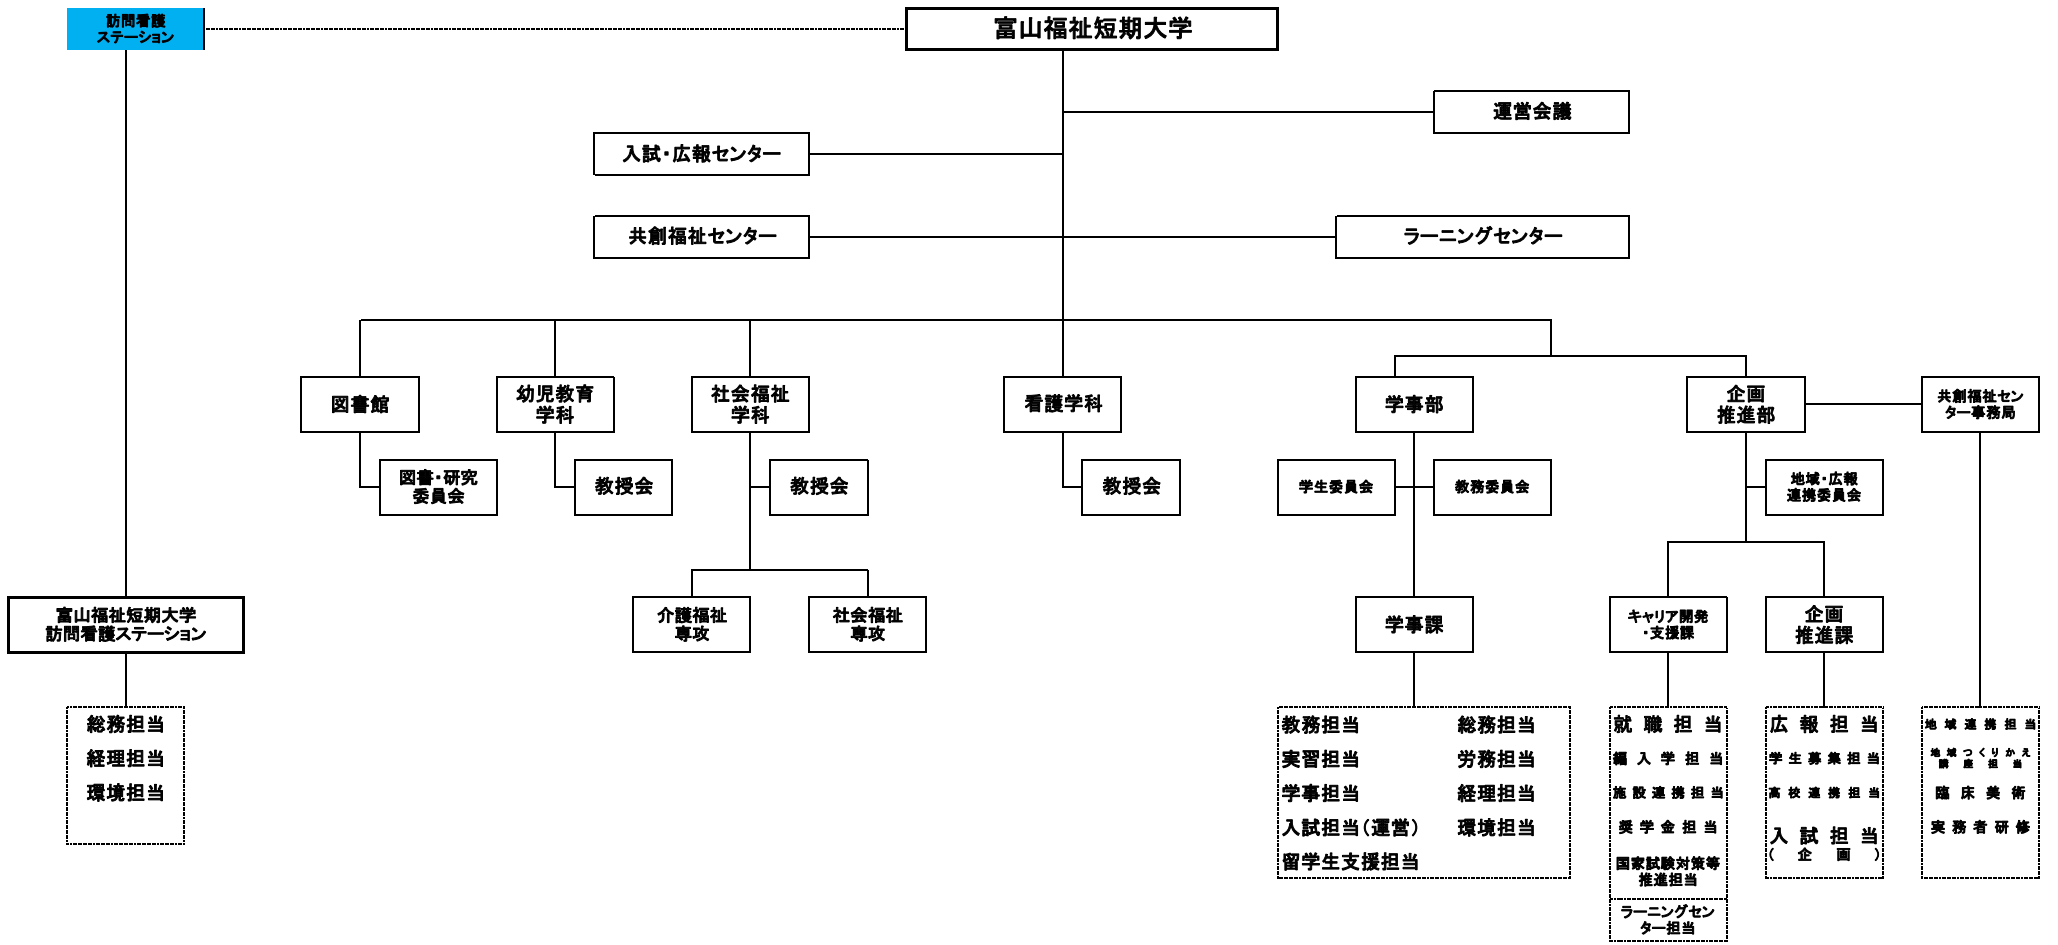 訪問看護
ステーション
富山福祉短期大学
運営会議
入試・広報センター
共創福祉センター
ラーニングセンター
図書館
幼児教育
学科
社会福祉
学科
看護学科
学事部
企画
推進部
共創福祉セン
ター事務局
図書・研究
委員会
教授会
教授会
教授会
学生委員会
教務委員会
地域・広報
連携委員会
富山福祉短期大学
訪問看護ステーション
介護福祉
専攻
社会福祉
専攻
学事課
キャリア開発
・支援課
企画
推進課
総務担当
経理担当
環境担当
教務担当
実習担当
学事担当
入試担当（運営）
留学生支援担当
総務担当
労務担当
経理担当
環境担当
就職担当
編入学担当
施設連携担当
奨学金担当
国家試験対策等
推進担当
ラーニングセン
ター担当
広報担当
学生募集担当
高校連携担当
入試担当
（企画）
地域連携担当
地域つくりかえ
講座担当
臨床美術
実務者研修